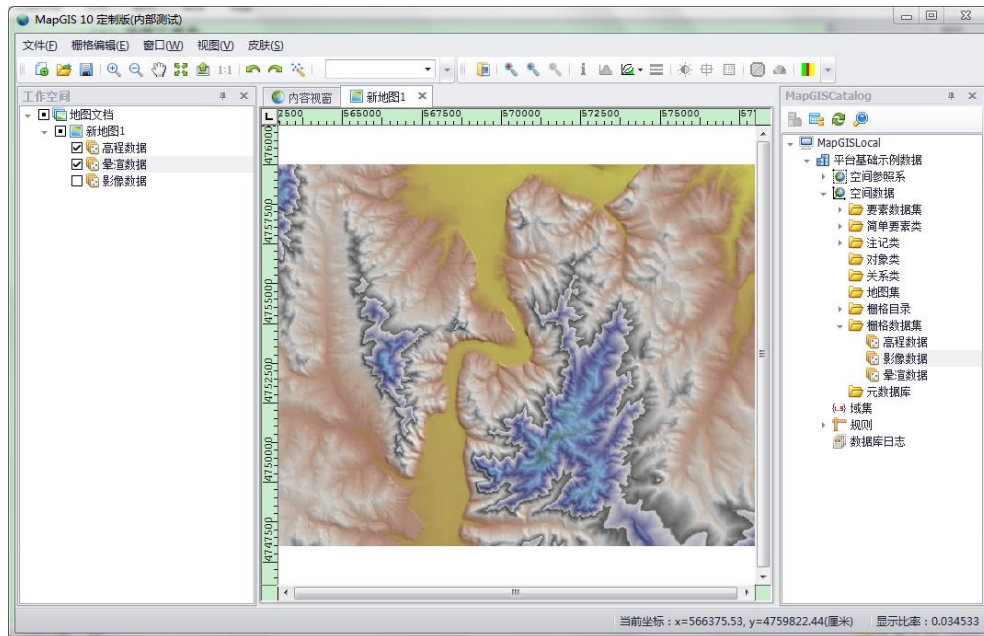 MapGIS 10 定制版(内部测试)
文件(F) 栅格编辑(E) 窗口(W) 视图(V) 皮肤(S)
1:1
工作空间
地图文档
新地图1
高程数据
晕渲数据
影像数据
内容视窗 新地图1
2500 565000 567500 570000 572500 575000 571
476000
4757500
4755000
4752500
4750000
4747500
MapGISCatalog
MapGISLocal
平台基础示例数据
空间参照系
空间数据
要素数据集
简单要素类
注记类
对象类
关系类
地图集
栅格目录
栅格数据集
高程数据
影像数据
晕渲数据
元数据库
域集
规则
数据库日志
当前坐标：x=566375.53, y=4759822.44(厘米) 显示比率：0.034533